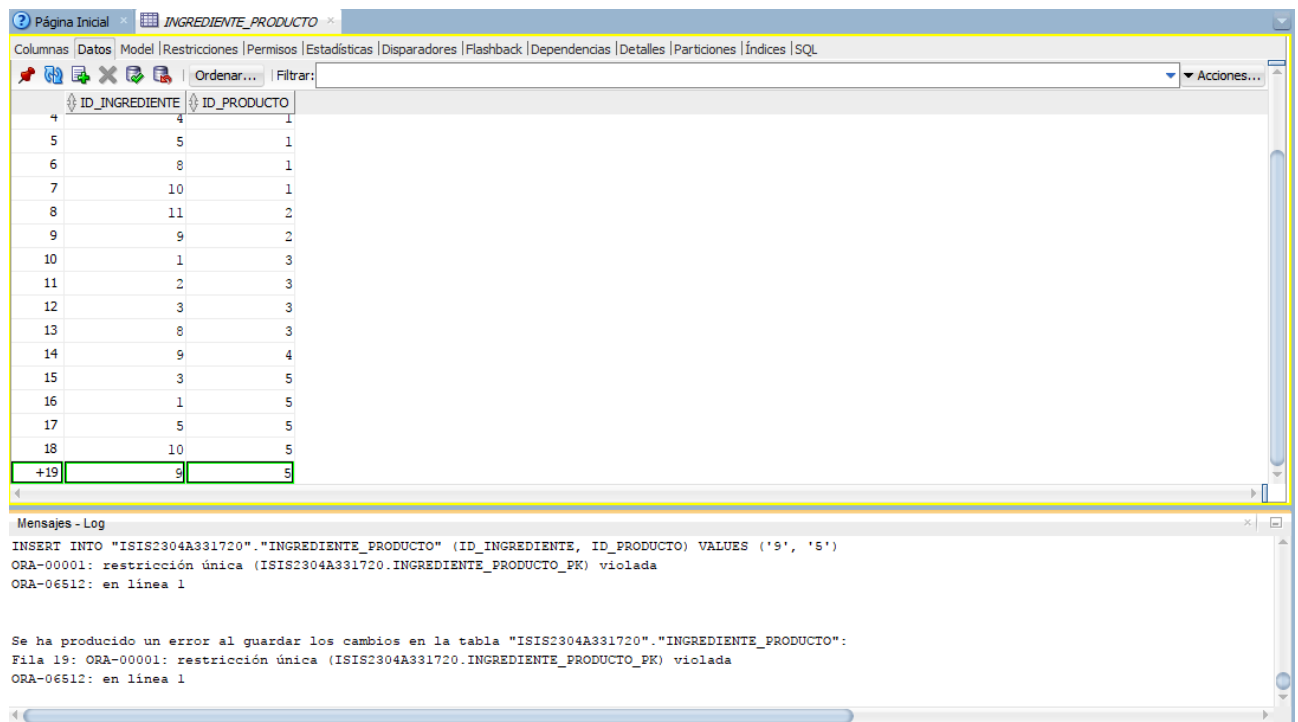 Página Inicial INGREDIENTE_PRODUCTO
Columnas Datos Model Restricciones Permisos Estadísticas Disparadores Flashback Dependencias Detalles Particiones Índices SQL
Ordenar... Filtrar: Acciones...
ID_INGREDIENTE ID_PRODUCTO
4 4 1
5 5 1
6 8 1
7 10 1
8 11 2
9 9 2
10 1 3
11 2 3
12 3 3
13 8 3
14 9 4
15 3 5
16 1 5
17 5 5
18 10 5
+19 9 5
Mensajes - Log
INSERT INTO "ISIS2304A331720"."INGREDIENTE_PRODUCTO" (ID_INGREDIENTE, ID_PRODUCTO) VALUES ('9', '5')
ORA-00001: restricción única (ISIS2304A331720.INGREDIENTE_PRODUCTO_PK) violada
ORA-06512: en línea 1
Se ha producido un error al guardar los cambios en la tabla "ISIS2304A331720"."INGREDIENTE_PRODUCTO":
Fila 19: ORA-00001: restricción única (ISIS2304A331720.INGREDIENTE_PRODUCTO_PK) violada
ORA-06512: en línea 1